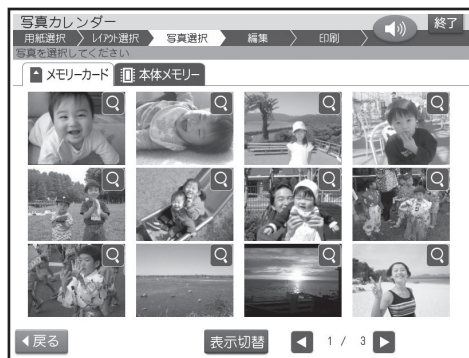 写真カレンダー
終了
用紙選択 レイアウト選択 写真選択 編集 印刷
写真を選択してください
メモリーカード 本体メモリー
戻る 表示切替 1 / 3